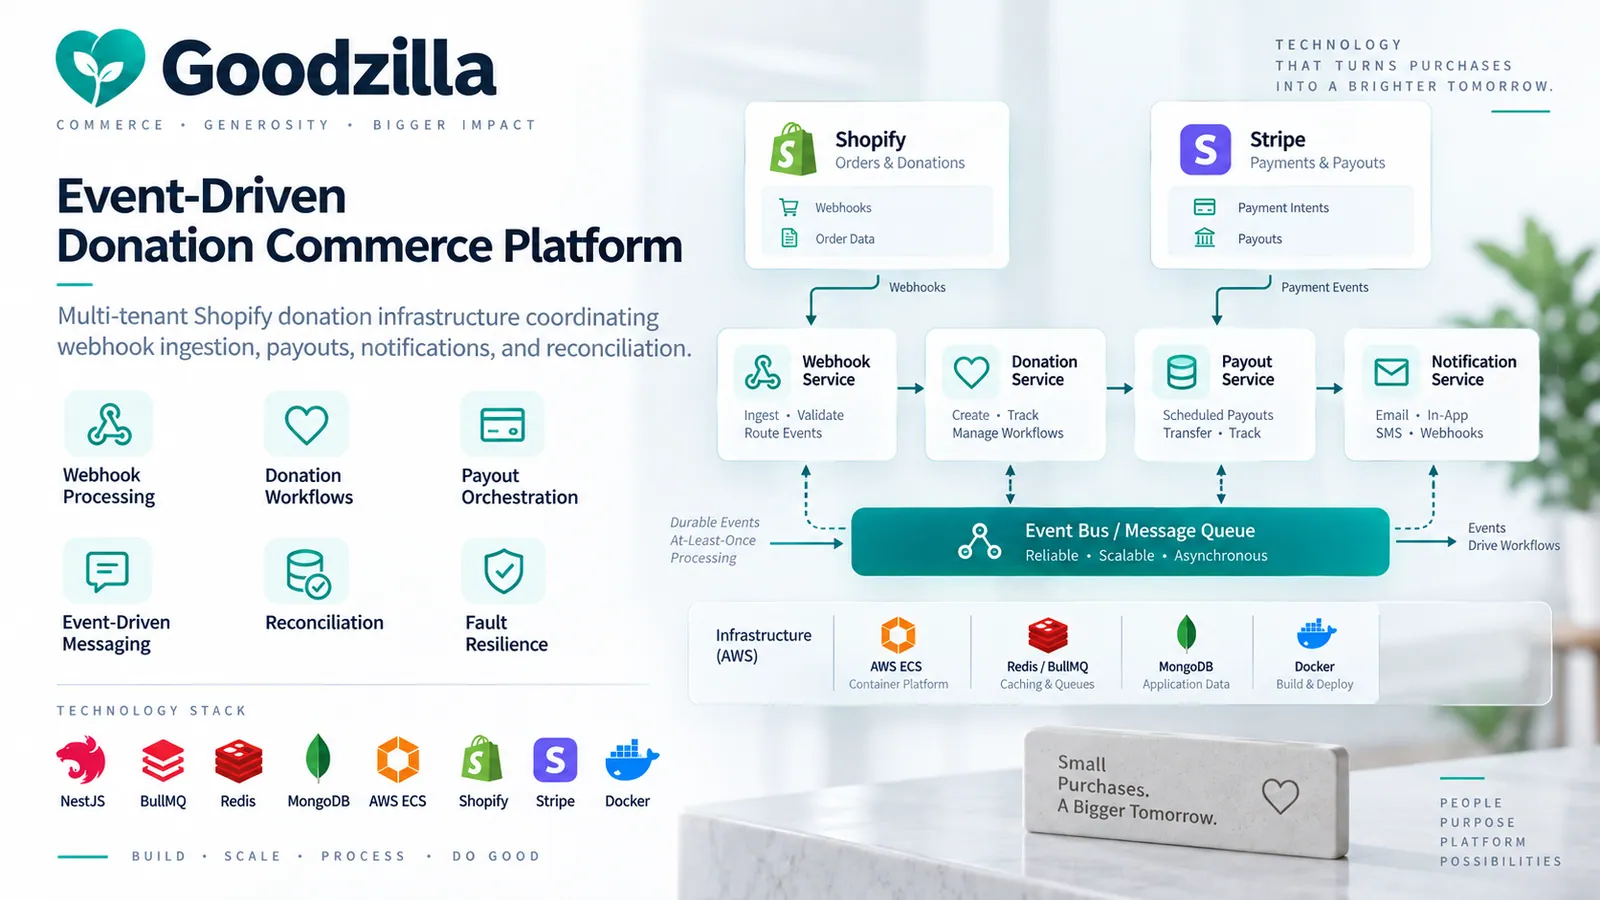 Goodzilla
COMMERCE • GENEROSITY • BIGGER IMPACT
Event-Driven
Donation Commerce Platform
Multi-tenant Shopify donation infrastructure coordinating
webhook ingestion, payouts, notifications, and reconciliation.
Webhook
Processing
Donation
Workflows
Payout
Orchestration
Event-Driven
Messaging
Reconciliation
Fault
Resilience
TECHNOLOGY STACK
NestJS
BullMQ
Redis
MongoDB
AWS ECS
Shopify
Stripe
Docker
BUILD • SCALE • PROCESS • DO GOOD
TECHNOLOGY
THAT TURNS PURCHASES
INTO A BRIGHTER TOMORROW.
Shopify
Orders & Donations
Webhooks
Order Data
Stripe
Payments & Payouts
Payment Intents
Payouts
Webhooks
Payment Events
Webhook
Service
Ingest • Validate
Route Events
Donation
Service
Create • Track
Manage Workflows
Payout
Service
Scheduled Payouts
Transfer • Track
Notification
Service
Email • In-App
SMS • Webhooks
Durable Events
At-Least-Once
Processing
Event Bus / Message Queue
Reliable • Scalable • Asynchronous
Events
Drive Workflows
Infrastructure
(AWS)
AWS ECS
Container Platform
Redis / BullMQ
Caching & Queues
MongoDB
Application Data
Docker
Build & Deploy
Small
Purchases.
A Bigger Tomorrow.
PEOPLE
PURPOSE
PLATFORM
POSSIBILITIES